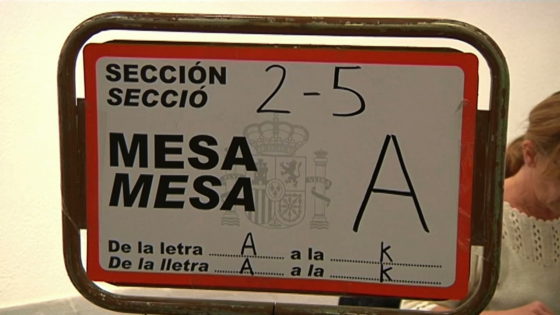 SECCIÓN 2-5
SECCIÓ
MESA A
MESA
De la letra A a la K
De la lletra A a la K